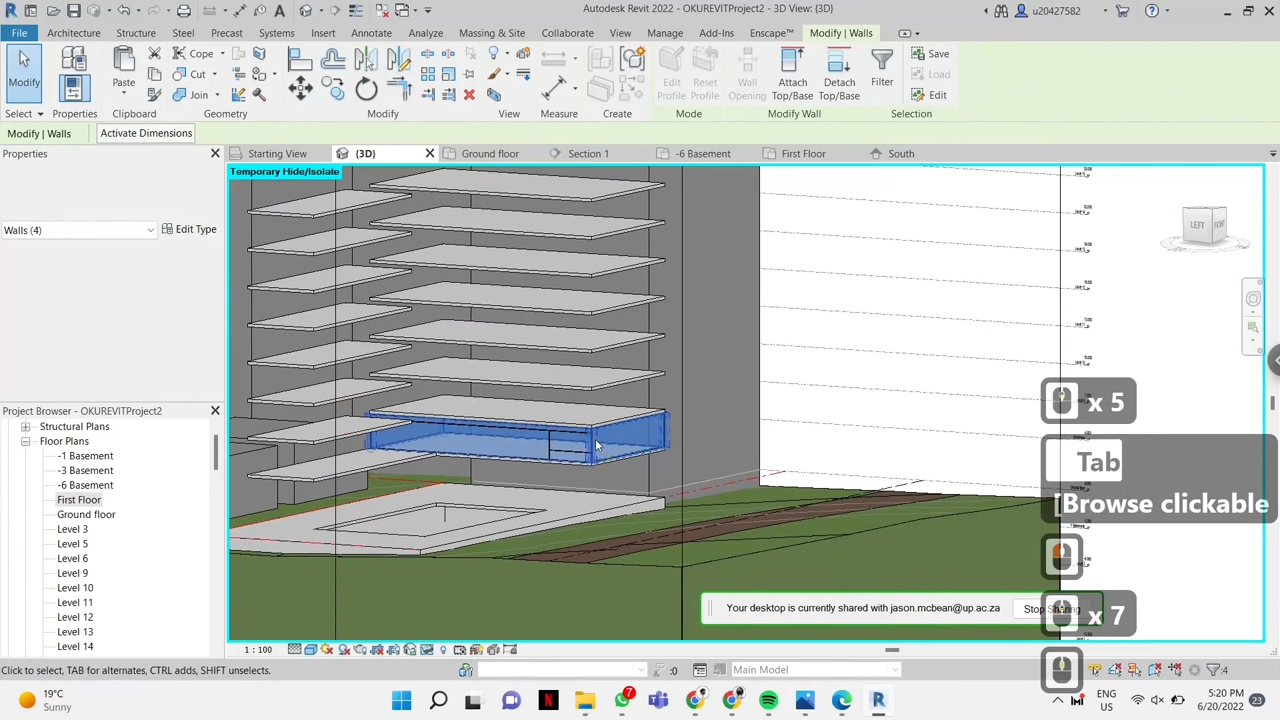 Autodesk Revit 2022 - OKUREVITProject2 - 3D View: {3D}
u20427582
File Architecture Structure Steel Precast Systems Insert Annotate Analyze Massing & Site Collaborate View Manage Add-Ins Enscape™ Modify | Walls
Modify Paste Cope Cut Join Edit Profile Reset Profile Wall Opening Attach Top/Base Detach Top/Base Filter Save Load Edit
Select Properties Clipboard Geometry Modify View Measure Create Mode Modify Wall Selection
Modify | Walls Activate Dimensions
Properties Starting View {3D} Ground floor Section 1 -6 Basement First Floor South
Temporary Hide/Isolate
Walls (4) Edit Type
LEFT
x 5
Project Browser - OKUREVITProject2
Structural Plans
Floor Plans
-1 Basement
-3 Basement
-6 Basement
First Floor
Ground floor
Level 3
Level 5
Level 6
Level 9
Level 10
Level 11
Level 12
Level 13
Level 14
Tab
[Browse clickable
x 7
Your desktop is currently shared with jason.mcbean@up.ac.za Stop Sharing
1 : 100
Click to select, TAB for alternates, CTRL adds, SHIFT unselects.
:0 Main Model :4
19°C
Sunny
7
ENG
US
5:20 PM
6/20/2022
23